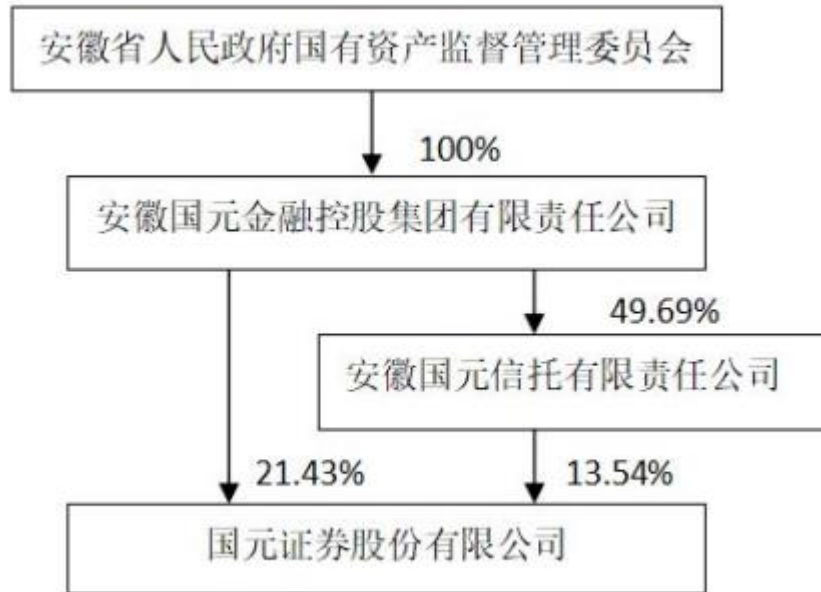 安徽省人民政府国有资产监督管理委员会
100%
安徽国元金融控股集团有限责任公司
49.69%
安徽国元信托有限责任公司
21.43%
13.54%
国元证券股份有限公司